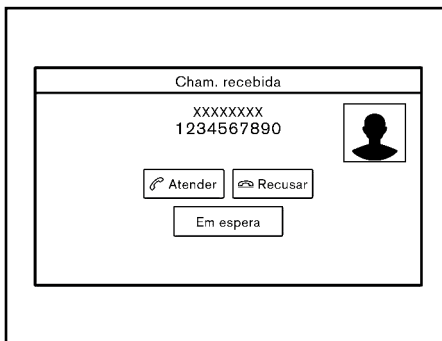 Cham. recebida
XXXXXXXX
1234567890
Atender
Recusar
Em espera